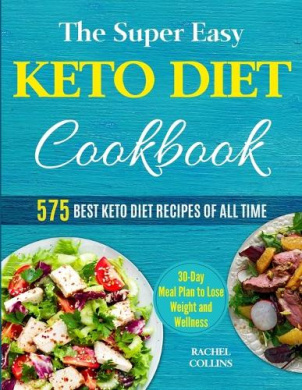 The Super Easy
KETO DIET
Cookbook
575 BEST KETO DIET RECIPES OF ALL TIME
30-Day
Meal Plan to Lose
Weight and
Wellness
RACHEL
COLLINS